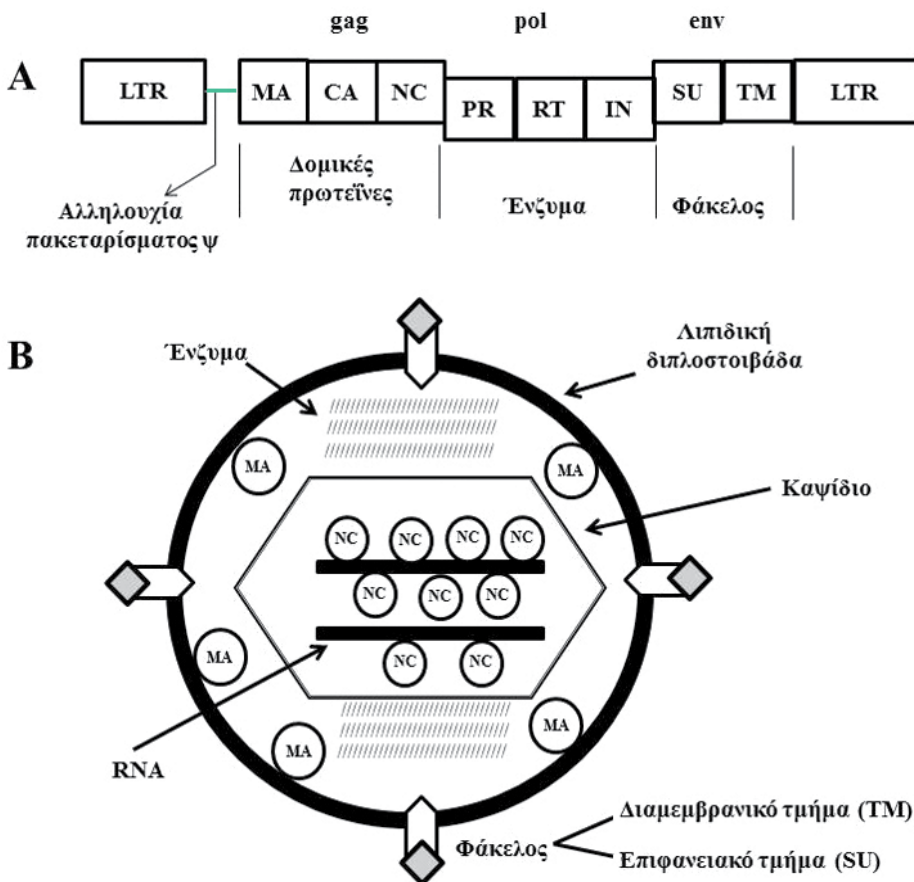 gag pol env
A LTR MA CA NC PR RT IN SU TM LTR
Δομικές
πρωτεΐνες
Ένζυμα
Φάκελος
Αλληλουχία
πακεταρίσματος ψ
B
Ένζυμα
Λιπιδική
διπλοστοιβάδα
MA
MA
Καψίδιο
NC NC NC NC
NC NC NC
NC NC
MA
MA
MA
RNA
Φάκελος
Διαμεμβρανικό τμήμα (TM)
Επιφανειακό τμήμα (SU)